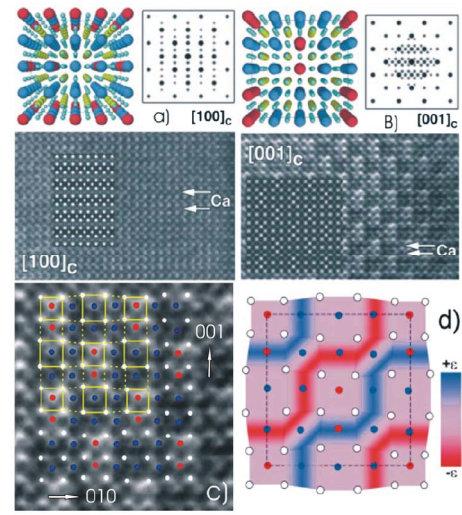 a) [100]c
B) [001]c
[001]c
Ca
[100]c
Ca
001
d)
+ε
010
c)
-ε